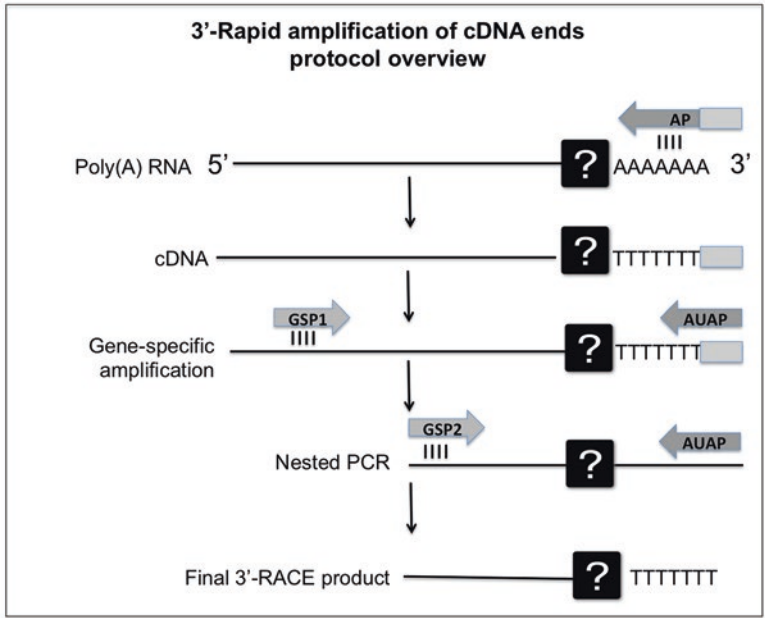 3’-Rapid amplification of cDNA ends
protocol overview
AP
Poly(A) RNA 5’ ? AAAAAAA 3’
cDNA ? TTTTTTT
GSP1 AUAP
Gene-specific
amplification
? TTTTTTT
GSP2 AUAP
Nested PCR ?
Final 3’-RACE product ? TTTTTTT